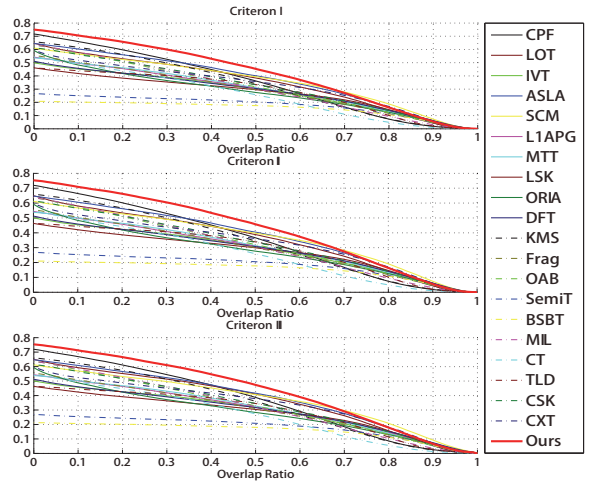 Criteron I
0.8
0.7
0.6
0.5
0.4
0.3
0.2
0.1
0
0 0.1 0.2 0.3 0.4 0.5 0.6 0.7 0.8 0.9 1
Overlap Ratio
Criteron II
0.8
0.7
0.6
0.5
0.4
0.3
0.2
0.1
0
0 0.1 0.2 0.3 0.4 0.5 0.6 0.7 0.8 0.9 1
Overlap Ratio
Criteron III
0.8
0.7
0.6
0.5
0.4
0.3
0.2
0.1
0
0 0.1 0.2 0.3 0.4 0.5 0.6 0.7 0.8 0.9 1
Overlap Ratio
CPF
LOT
IVT
ASLA
SCM
L1APG
MTT
LSK
ORIA
DFT
KMS
Frag
OAB
SemiT
BSBT
MIL
CT
TLD
CSK
CXT
Ours